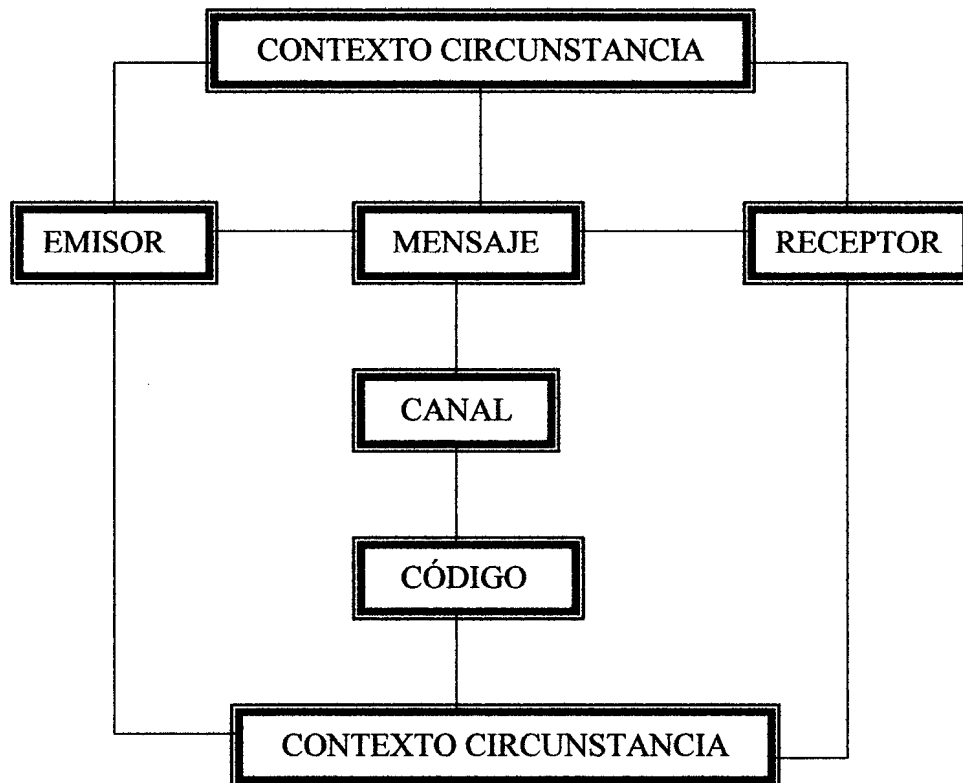 CONTEXTO CIRCUNSTANCIA
EMISOR
MENSAJE
RECEPTOR
CANAL
CÓDIGO
CONTEXTO CIRCUNSTANCIA